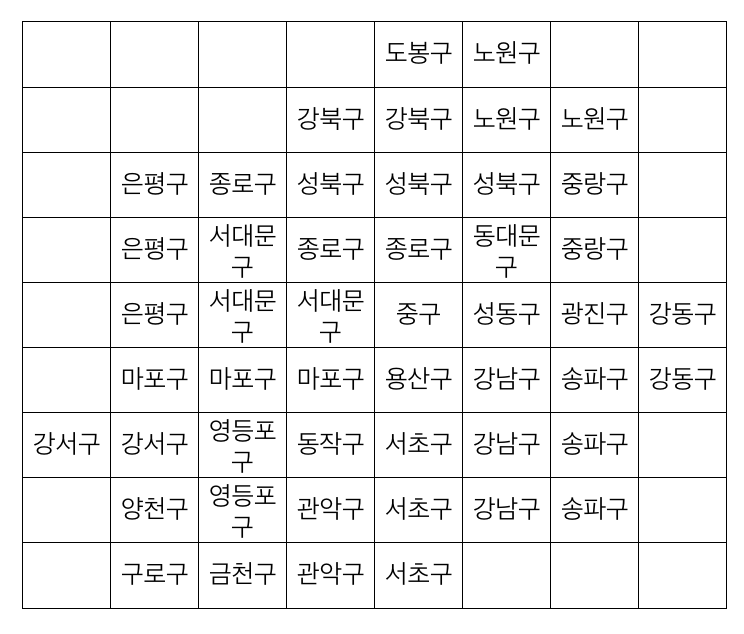 도봉구 노원구
강북구 강북구 노원구 노원구
은평구 종로구 성북구 성북구 성북구 중랑구
은평구 서대문구 종로구 종로구 동대문구 중랑구
은평구 서대문구 서대문구 중구 성동구 광진구 강동구
마포구 마포구 마포구 용산구 강남구 송파구 강동구
강서구 강서구 영등포구 동작구 서초구 강남구 송파구
양천구 영등포구 관악구 서초구 강남구 송파구
구로구 금천구 관악구 서초구